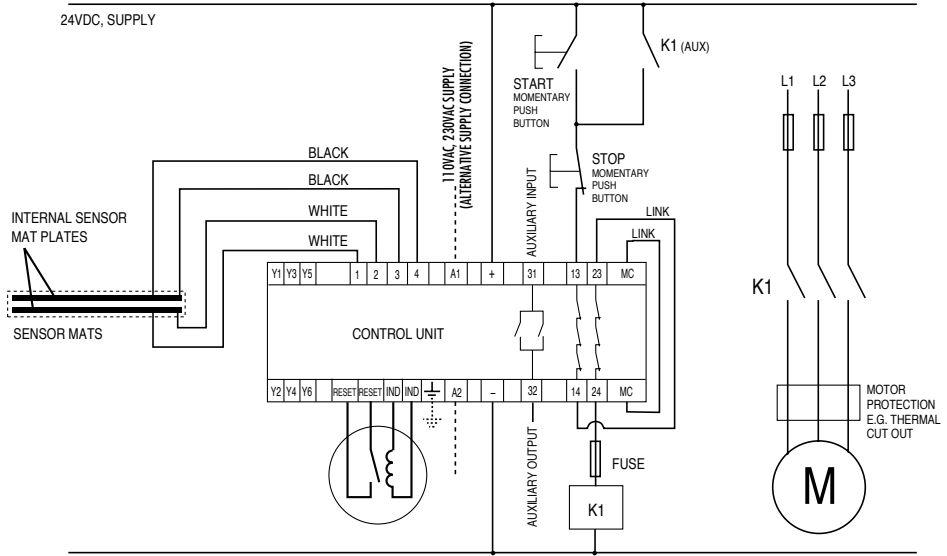 24VDC, SUPPLY
110VAC, 230VAC SUPPLY
(ALTERNATIVE SUPPLY CONNECTION)
START
MOMENTARY
PUSH
BUTTON
K1 (AUX)
L1 L2 L3
BLACK
BLACK
WHITE
WHITE
STOP
MOMENTARY
PUSH
BUTTON
AUXILIARY INPUT
LINK
LINK
INTERNAL SENSOR
MAT PLATES
SENSOR MATS
Y1 Y3 Y5 1 2 3 4 A1 + 31 13 23 MC
CONTROL UNIT
Y2 Y4 Y6 RESET RESET IND IND A2 - 32 14 24 MC
K1
AUXILIARY OUTPUT
FUSE
K1
MOTOR
PROTECTION
E.G. THERMAL
CUT OUT
M